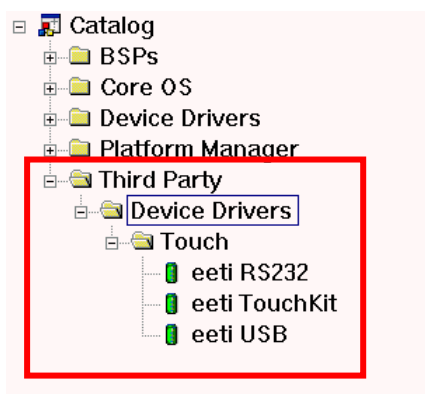 Catalog
BSPs
Core OS
Device Drivers
Platform Manager
Third Party
Device Drivers
Touch
eeti RS232
eeti TouchKit
eeti USB